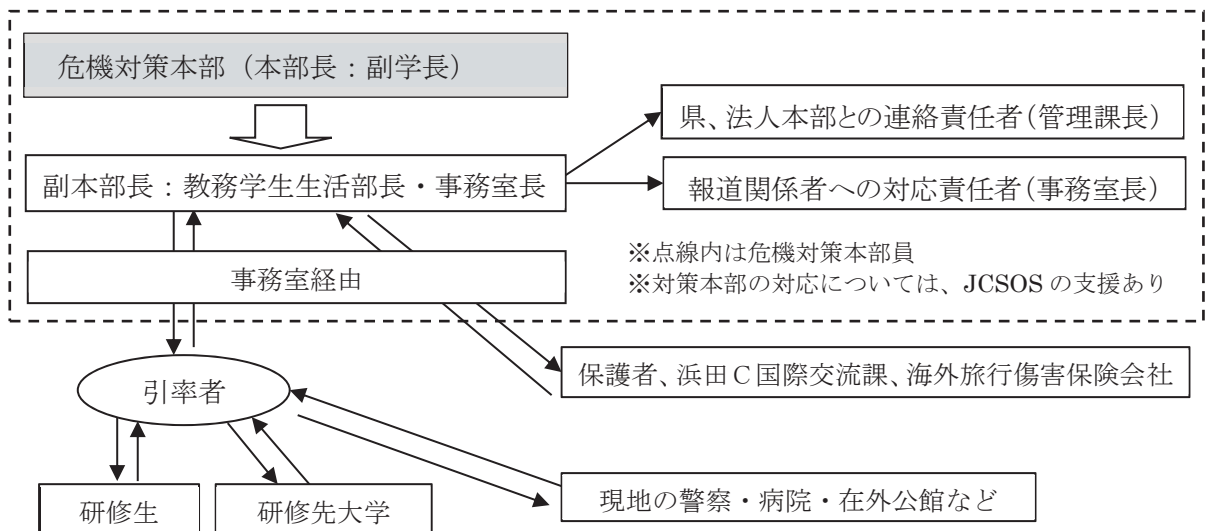 危機対策本部（本部長：副学長）
県、法人本部との連絡責任者（管理課長）
副本部長：教務学生生活部長・事務室長
報道関係者への対応責任者（事務室長）
※点線内は危機対策本部員
事務室経由
※対策本部の対応については、JCSOS の支援あり
保護者、浜田Ｃ国際交流課、海外旅行傷害保険会社
引率者
現地の警察・病院・在外公館など
研修生
研修先大学